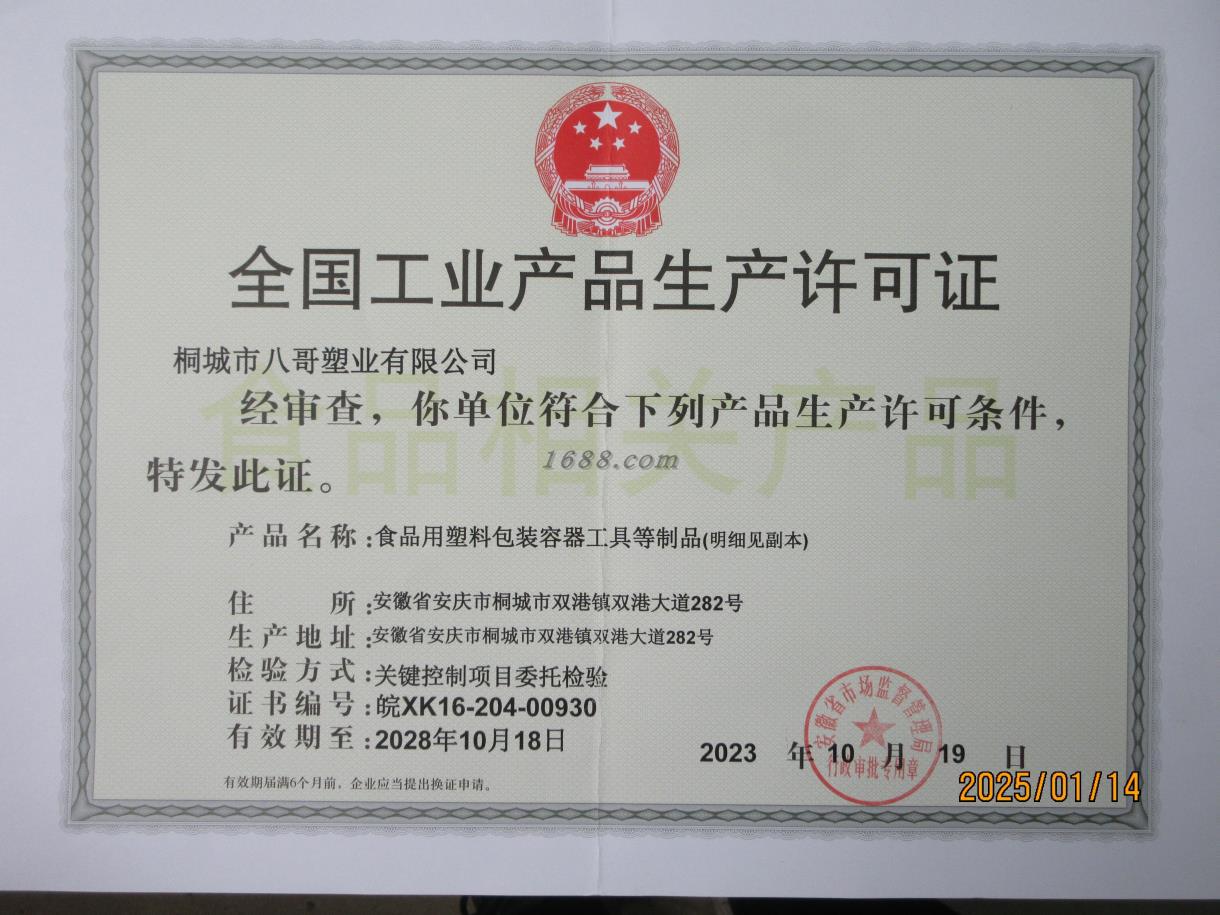 全国工业产品生产许可证
桐城市八哥塑业有限公司
食品相关产品
经审查，你单位符合下列产品生产许可条件，
1688.com
特发此证。
产品名称:食品用塑料包装容器工具等制品(明细见副本)
住 所:安徽省安庆市桐城市双港镇双港大道282号
生产地址:安徽省安庆市桐城市双港镇双港大道282号
检验方式:关键控制项目委托检验
证书编号:皖XK16-204-00930
有效期至:2028年10月18日
安徽省市场监督管理局
行政审批专用章
2023 年 10 月 19 日
有效期届满6个月前，企业应当提出换证申请。
2025/01/14